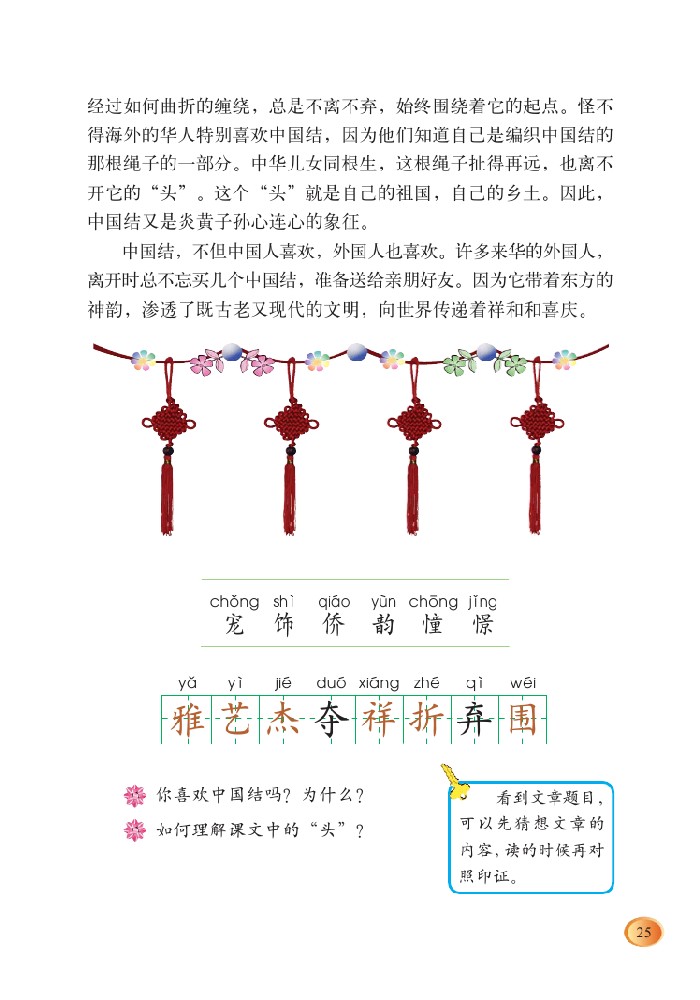 经过如何曲折的缠绕，总是不离不弃，始终围绕着它的起点。怪不
得海外的华人特别喜欢中国结，因为他们知道自己是编织中国结的
那根绳子的一部分。中华儿女同根生，这根绳子扯得再远，也离不
开它的“头”。这个“头”就是自己的祖国，自己的乡土。因此，
中国结又是炎黄子孙心连心的象征。
中国结，不但中国人喜欢，外国人也喜欢。许多来华的外国人，
离开时总不忘买几个中国结，准备送给亲朋好友。因为它带着东方的
神韵，渗透了既古老又现代的文明，向世界传递着祥和和喜庆。
chǒng shì qiáo yùn chōng jǐng
宠 饰 侨 韵 憧 憬
yǎ yì jié duó xiáng zhé qì wéi
雅 艺 杰 夺 祥 折 弃 围
你喜欢中国结吗？为什么？
如何理解课文中的“头”？
看到文章题目，
可以先猜想文章的
内容，读的时候再对
照印证。
25